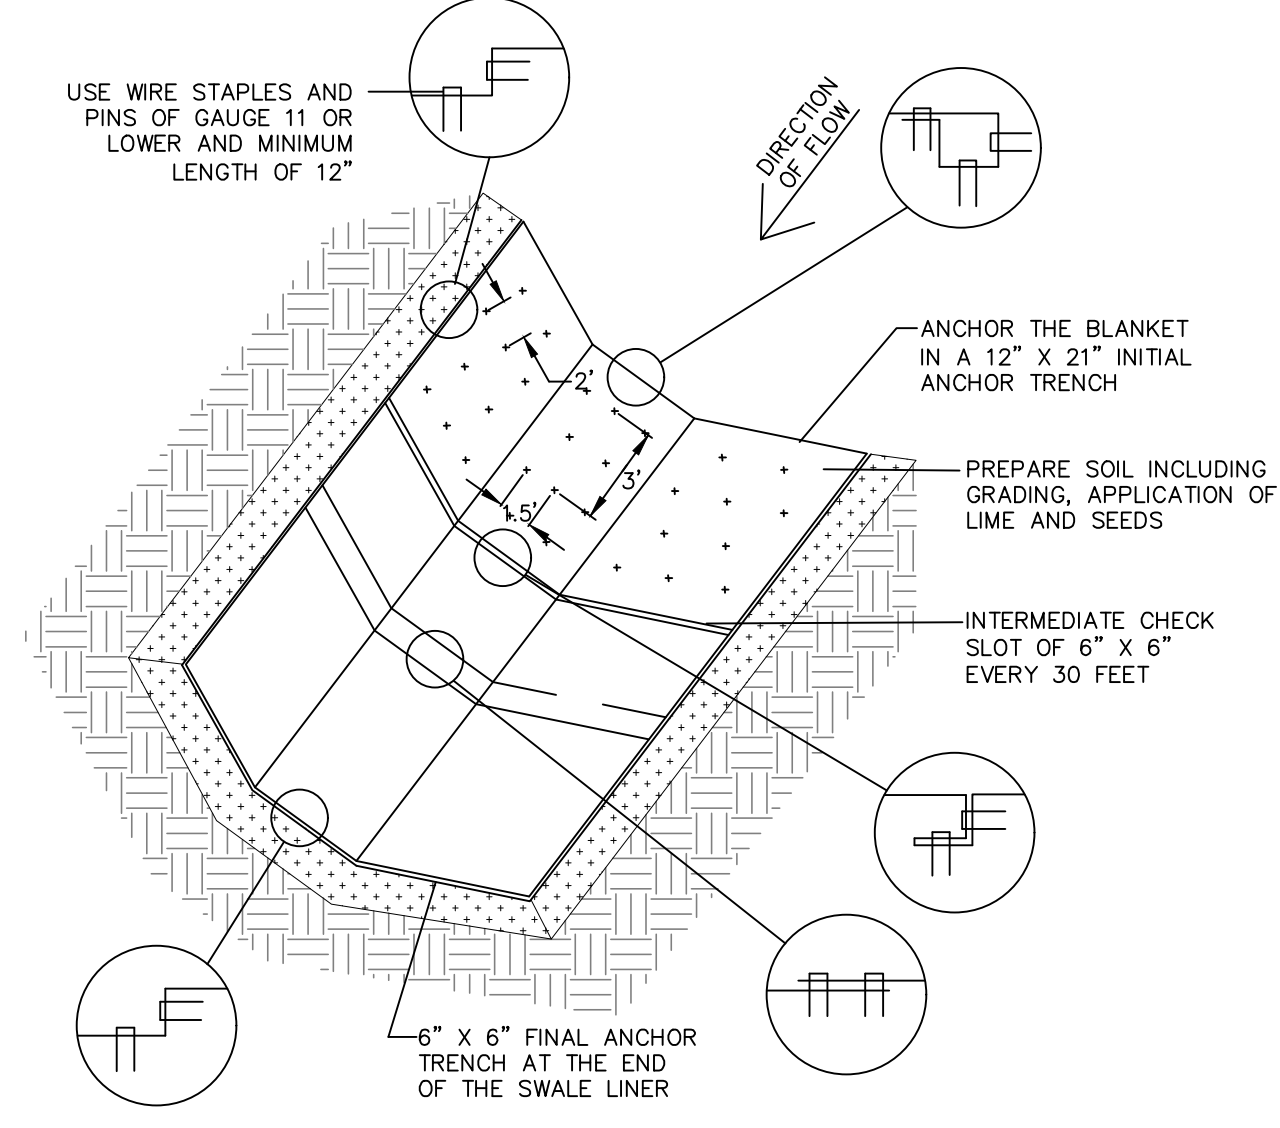 USE WIRE STAPLES AND
PINS OF GAUGE 11 OR
LOWER AND MINIMUM
LENGTH OF 12"
DIRECTION
OF FLOW
ANCHOR THE BLANKET
IN A 12" X 21" INITIAL
ANCHOR TRENCH
2'
3'
1.5'
PREPARE SOIL INCLUDING
GRADING, APPLICATION OF
LIME AND SEEDS
INTERMEDIATE CHECK
SLOT OF 6" X 6"
EVERY 30 FEET
6" X 6" FINAL ANCHOR
TRENCH AT THE END
OF THE SWALE LINER